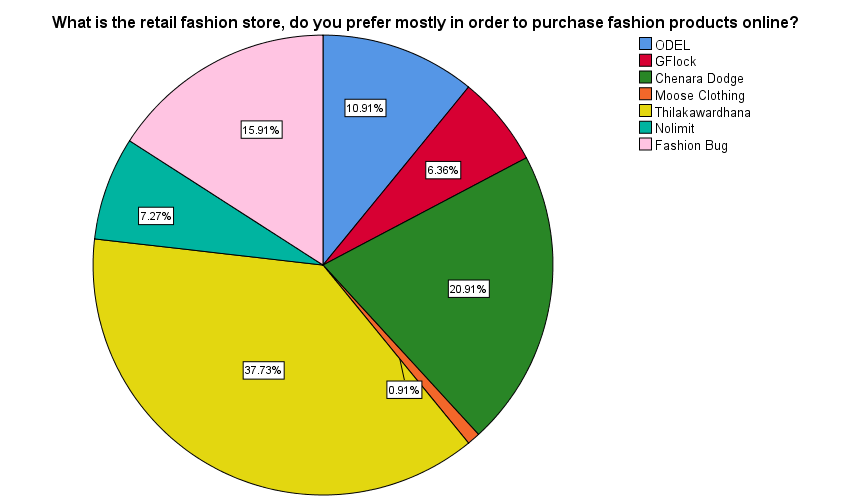 What is the retail fashion store, do you prefer mostly in order to purchase fashion products online?
ODEL
GFlock
Chenara Dodge
Moose Clothing
Thilakawardhana
Nolimit
Fashion Bug
10.91%
15.91%
6.36%
7.27%
20.91%
37.73%
0.91%